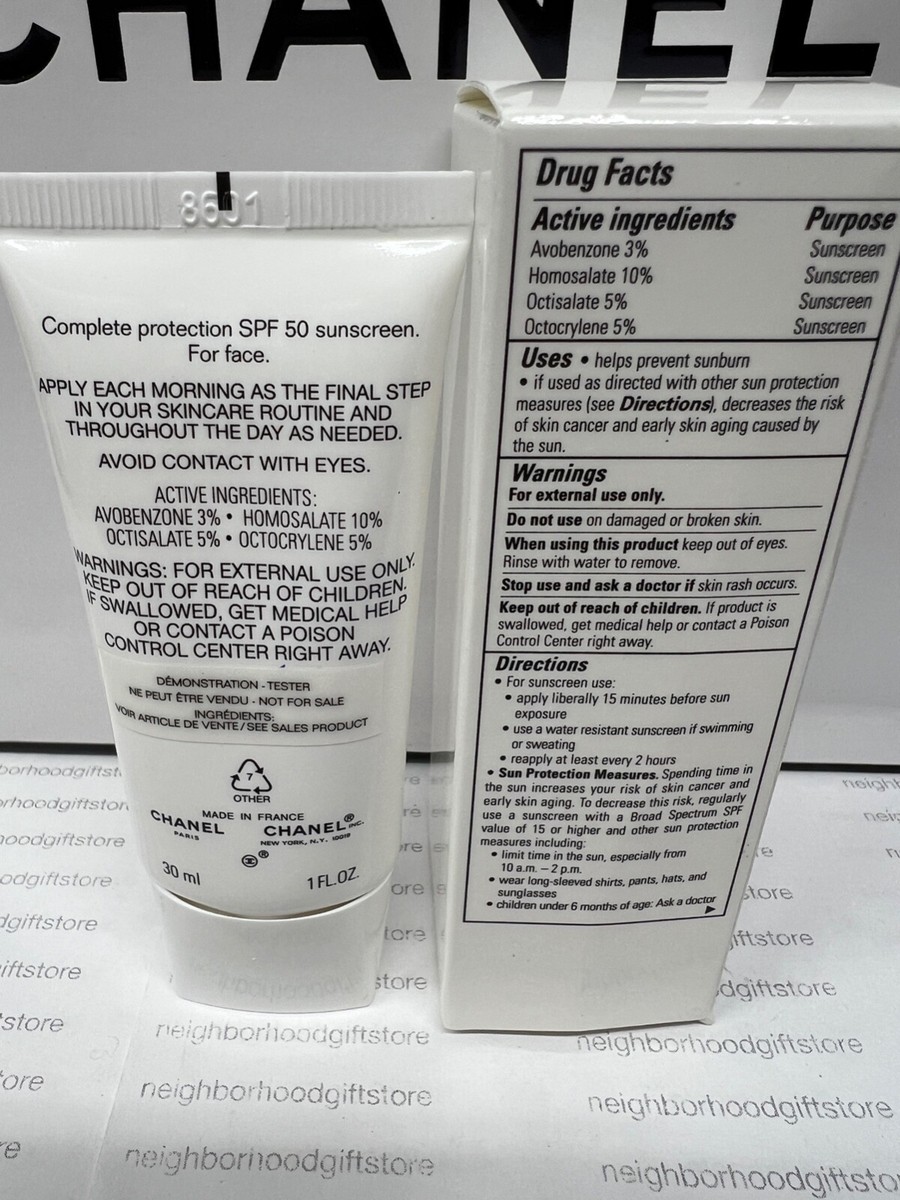 CHANEL
8601
Complete protection SPF 50 sunscreen.
For face.
APPLY EACH MORNING AS THE FINAL STEP
IN YOUR SKINCARE ROUTINE AND
THROUGHOUT THE DAY AS NEEDED.
AVOID CONTACT WITH EYES.
ACTIVE INGREDIENTS:
AVOBENZONE 3% • HOMOSALATE 10%
OCTISALATE 5% • OCTOCRYLENE 5%
WARNINGS: FOR EXTERNAL USE ONLY.
KEEP OUT OF REACH OF CHILDREN.
IF SWALLOWED, GET MEDICAL HELP
OR CONTACT A POISON
CONTROL CENTER RIGHT AWAY.
DÉMONSTRATION - TESTER
NE PEUT ÊTRE VENDU - NOT FOR SALE
INGRÉDIENTS:
VOIR ARTICLE DE VENTE / SEE SALES PRODUCT
7
OTHER
MADE IN FRANCE
CHANEL
PARIS
CHANEL® INC.
NEW YORK, N.Y. 10019
®
30 ml
1 FL.OZ.
Drug Facts
Active ingredients Purpose
Avobenzone 3% Sunscreen
Homosalate 10% Sunscreen
Octisalate 5% Sunscreen
Octocrylene 5% Sunscreen
Uses • helps prevent sunburn
• if used as directed with other sun protection
measures (see Directions), decreases the risk
of skin cancer and early skin aging caused by
the sun.
Warnings
For external use only.
Do not use on damaged or broken skin.
When using this product keep out of eyes.
Rinse with water to remove.
Stop use and ask a doctor if skin rash occurs.
Keep out of reach of children. If product is
swallowed, get medical help or contact a Poison
Control Center right away.
Directions
• For sunscreen use:
• apply liberally 15 minutes before sun
exposure
• use a water resistant sunscreen if swimming
or sweating
• reapply at least every 2 hours
• Sun Protection Measures. Spending time in
the sun increases your risk of skin cancer and
early skin aging. To decrease this risk, regularly
use a sunscreen with a Broad Spectrum SPF
value of 15 or higher and other sun protection
measures including:
• limit time in the sun, especially from
10 a.m. – 2 p.m.
• wear long-sleeved shirts, pants, hats, and
sunglasses
• children under 6 months of age: Ask a doctor
neighborhoodgiftstore
neighborhoodgiftstore
neighborhoodgiftstore
neighborhoodgiftstore
neighborhoodgiftstore